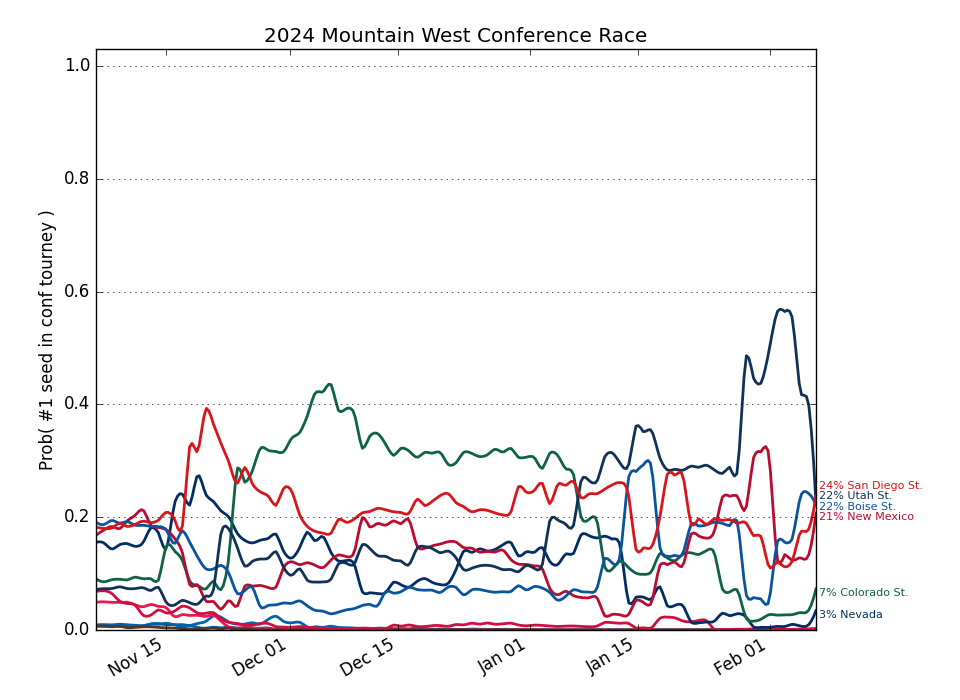 2024 Mountain West Conference Race
Prob( #1 seed in conf tourney )
1.0
0.8
0.6
0.4
0.2
0.0
24% San Diego St.
22% Utah St.
22% Boise St.
21% New Mexico
7% Colorado St.
3% Nevada
Nov 15
Dec 01
Dec 15
Jan 01
Jan 15
Feb 01